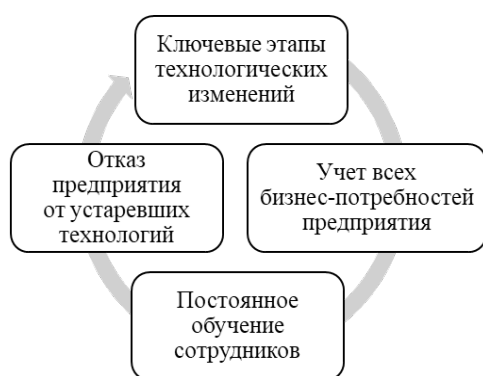 Ключевые этапы
технологических
изменений
Отказ
предприятия
от устаревших
технологий
Учет всех
бизнес-потребностей
предприятия
Постоянное
обучение
сотрудников